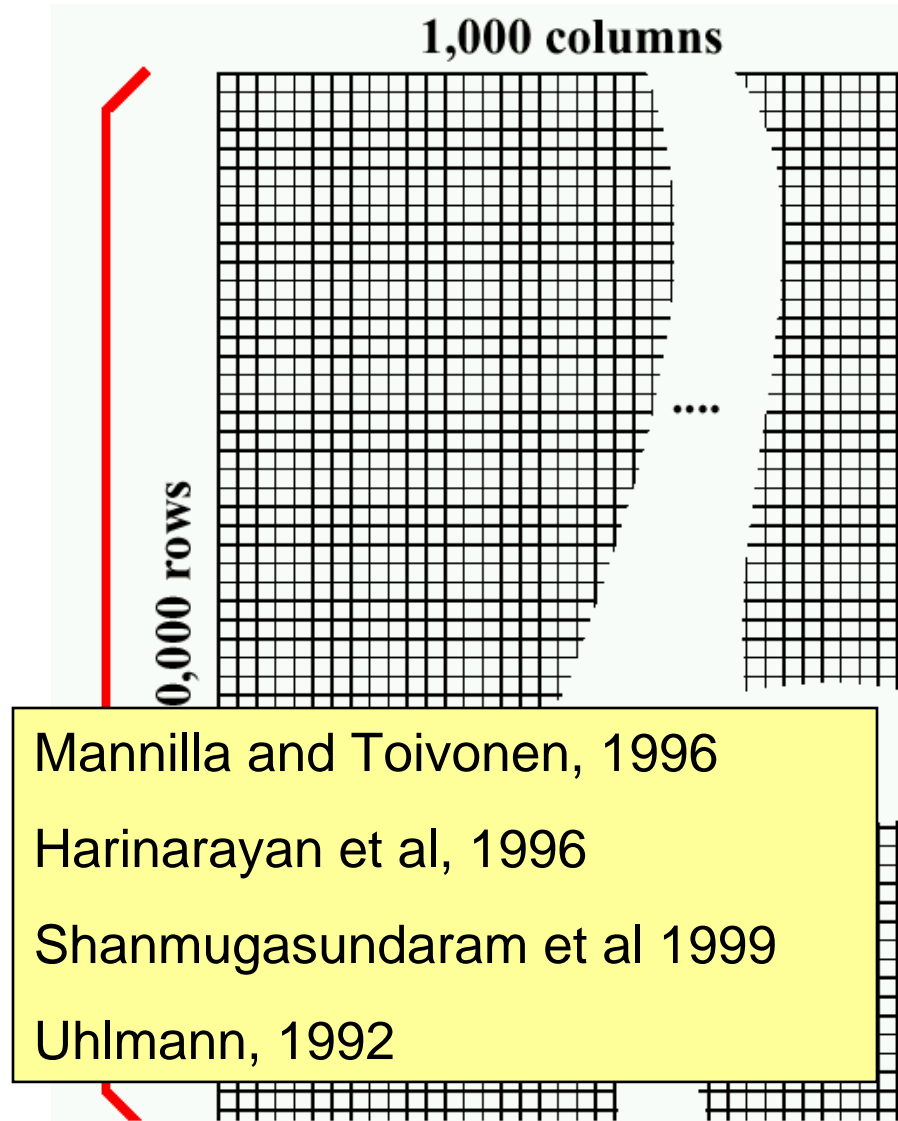 1,000 columns
....
0,000 rows
Mannilla and Toivonen, 1996
Harinarayan et al, 1996
Shanmugasundaram et al 1999
Uhlmann, 1992